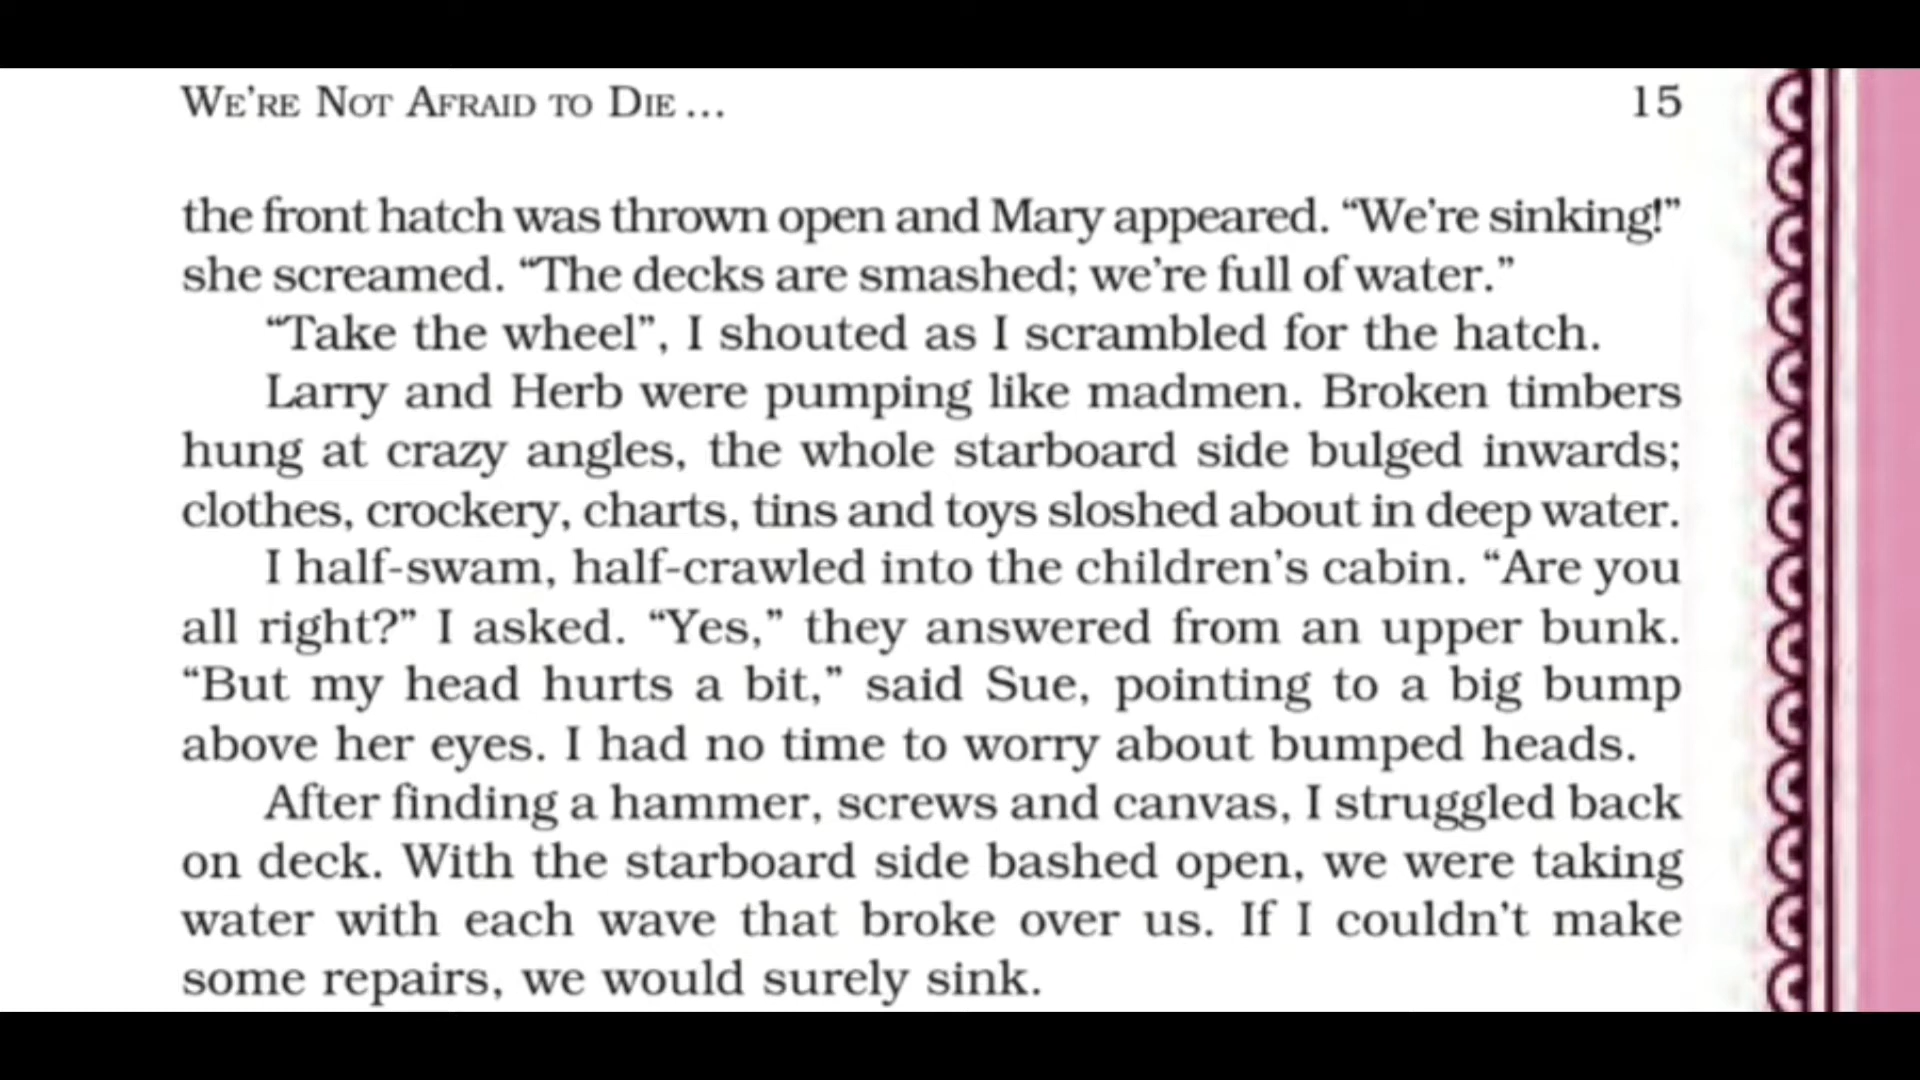 WE'RE NOT AFRAID TO DIE ... 15
the front hatch was thrown open and Mary appeared. “We're sinking!”
she screamed. “The decks are smashed; we're full of water.”
“Take the wheel”, I shouted as I scrambled for the hatch.
Larry and Herb were pumping like madmen. Broken timbers
hung at crazy angles, the whole starboard side bulged inwards;
clothes, crockery, charts, tins and toys sloshed about in deep water.
I half-swam, half-crawled into the children's cabin. “Are you
all right?” I asked. “Yes,” they answered from an upper bunk.
“But my head hurts a bit,” said Sue, pointing to a big bump
above her eyes. I had no time to worry about bumped heads.
After finding a hammer, screws and canvas, I struggled back
on deck. With the starboard side bashed open, we were taking
water with each wave that broke over us. If I couldn't make
some repairs, we would surely sink.